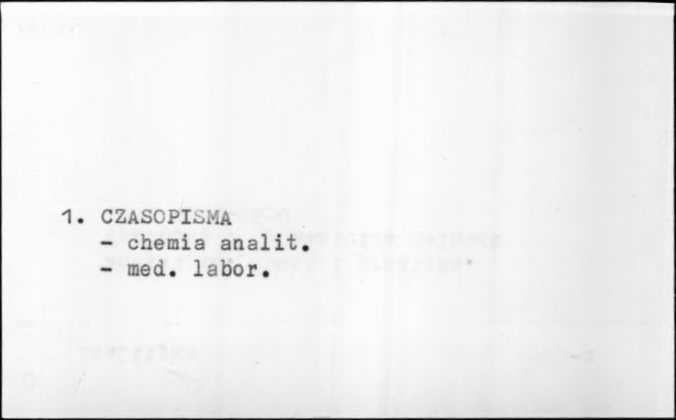 1. CZASOPISMA
- chemia analit.
- med. labor.